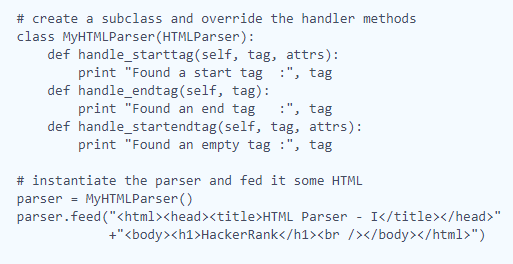 # create a subclass and override the handler methods
class MyHTMLParser(HTMLParser):
    def handle_starttag(self, tag, attrs):
        print "Found a start tag  :", tag
    def handle_endtag(self, tag):
        print "Found an end tag   :", tag
    def handle_startendtag(self, tag, attrs):
        print "Found an empty tag :", tag
# instantiate the parser and fed it some HTML
parser = MyHTMLParser()
parser.feed("<html><head><title>HTML Parser - I</title></head>"
            +"<body><h1>HackerRank</h1><br /></body></html>")